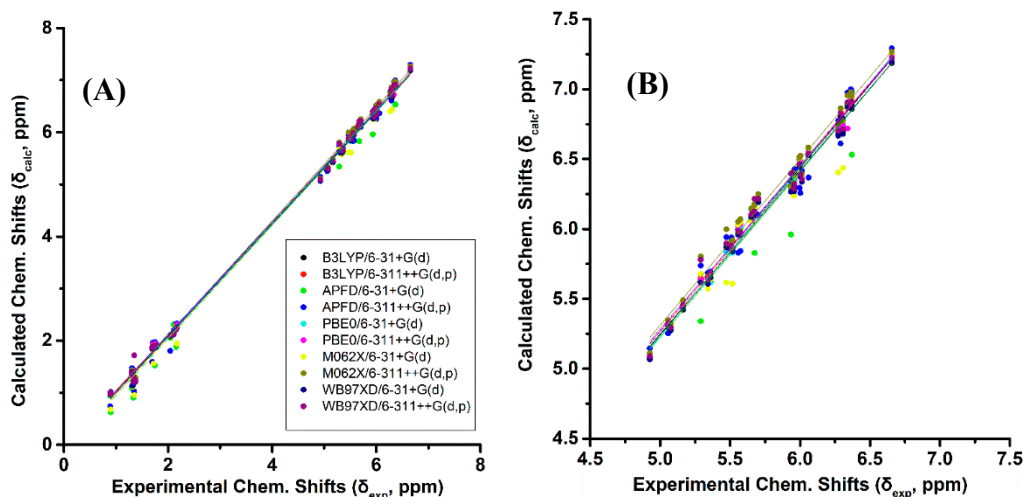 (A)
Calculated Chem. Shifts (δcalc, ppm)
8
6
4
2
0
B3LYP/6-31+G(d)
B3LYP/6-311++G(d,p)
APFD/6-31+G(d)
APFD/6-311++G(d,p)
PBE0/6-31+G(d)
PBE0/6-311++G(d,p)
M062X/6-31+G(d)
M062X/6-311++G(d,p)
WB97XD/6-31+G(d)
WB97XD/6-311++G(d,p)
0 2 4 6 8
Experimental Chem. Shifts (δexp, ppm)
(B)
Calculated Chem. Shifts (δcalc, ppm)
7.5
7.0
6.5
6.0
5.5
5.0
4.5
4.5 5.0 5.5 6.0 6.5 7.0 7.5
Experimental Chem. Shifts (δexp, ppm)